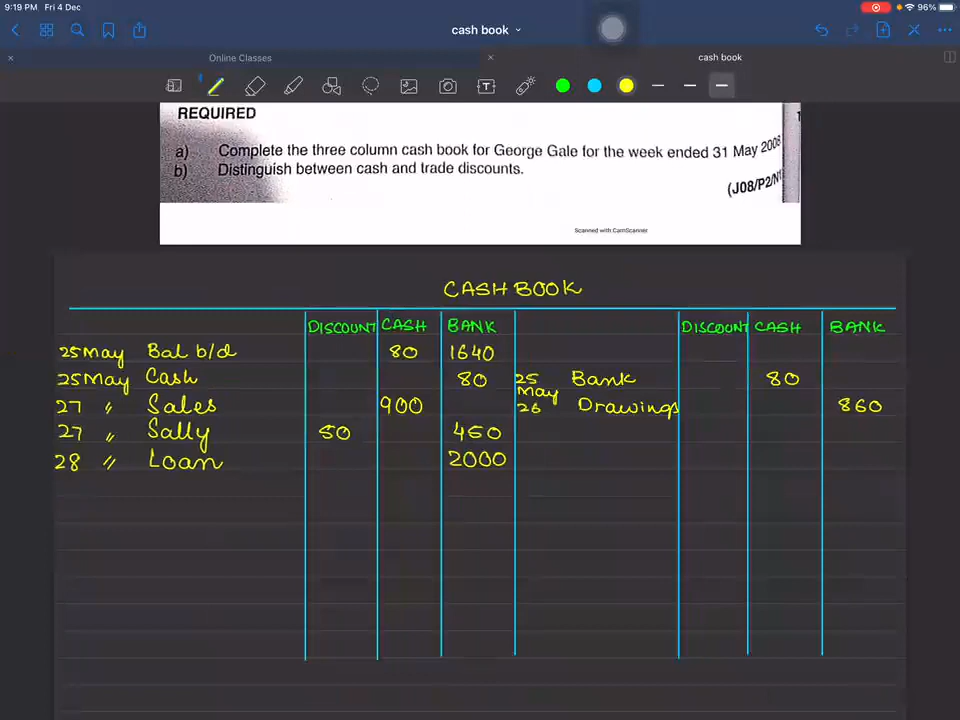 9:19 PM Fri 4 Dec
96%
cash book
Online Classes
cash book
REQUIRED
a) Complete the three column cash book for George Gale for the week ended 31 May 2008
b) Distinguish between cash and trade discounts.
(J08/P2/N1
Scanned with CamScanner
CASH BOOK
DISCOUNT CASH BANK DISCOUNT CASH BANK
25 May Bal b/d 80 1640
25 May Cash 80 25 May Bank 80
27 " Sales 900 26 Drawings 860
27 " Sally 50 450
28 " Loan 2000